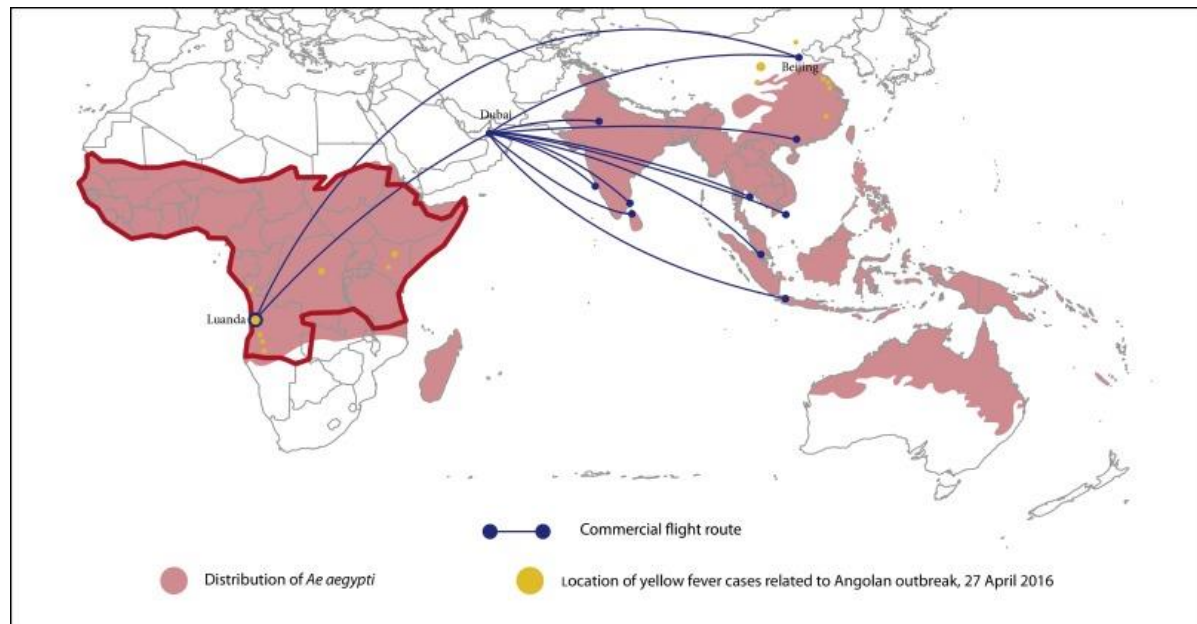 Beijing
Dubai
Luanda
Commercial flight route
Distribution of Ae aegypti
Location of yellow fever cases related to Angolan outbreak, 27 April 2016